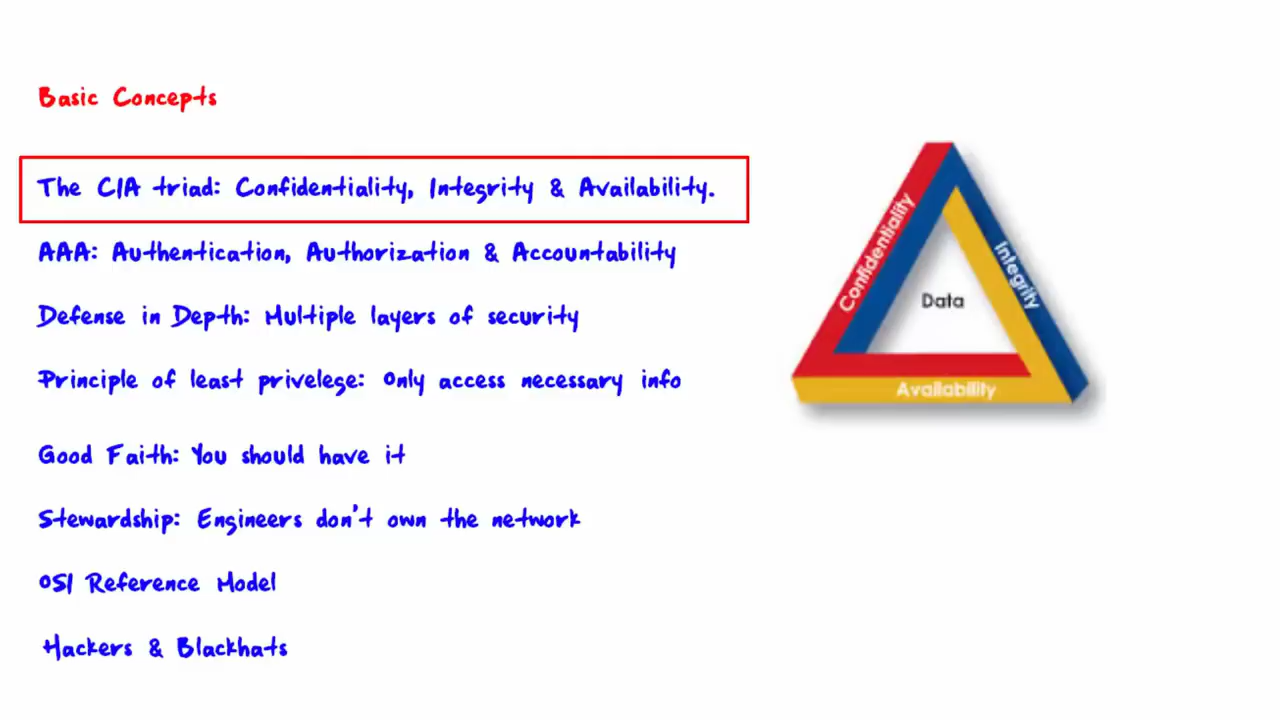 Basic Concepts
The CIA triad: Confidentiality, Integrity & Availability.
AAA: Authentication, Authorization & Accountability
Defense in Depth: Multiple layers of security
Principle of least privelege: Only access necessary info
Good Faith: You should have it
Stewardship: Engineers don't own the network
OSI Reference Model
Hackers & Blackhats
Confidentiality
Integrity
Data
Availability